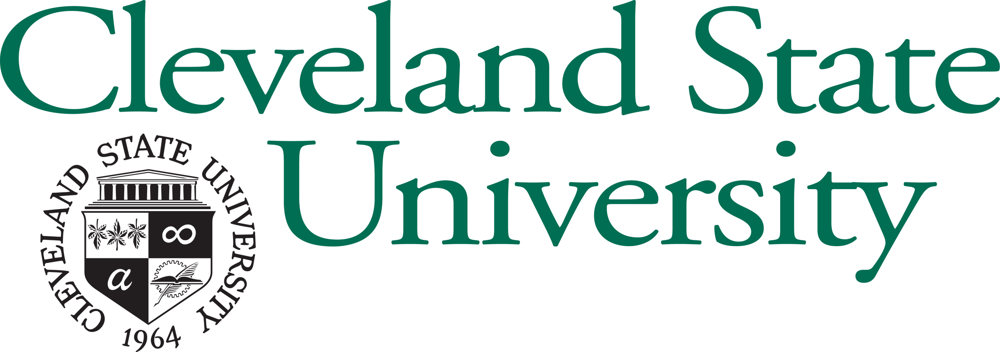 Cleveland State
University
CLEVELAND STATE UNIVERSITY
∞
a
1964